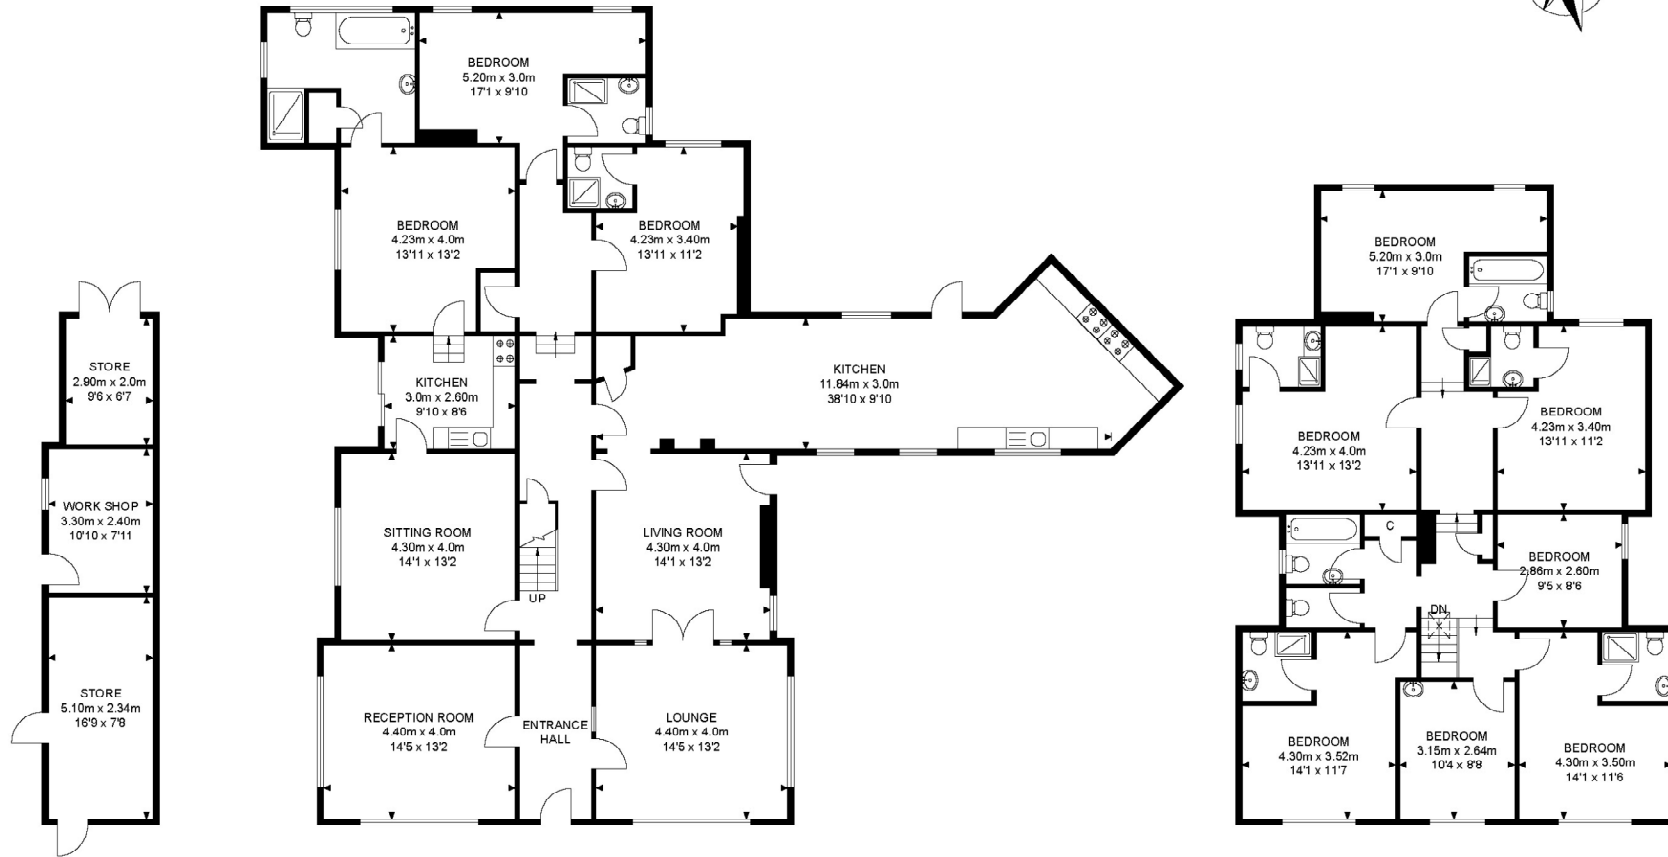 STORE
2.90m x 2.0m
9'6 x 6'7
WORK SHOP
3.30m x 2.40m
10'10 x 7'11
STORE
5.10m x 2.34m
16'9 x 7'8
BEDROOM
5.20m x 3.0m
17'1 x 9'10
BEDROOM
4.23m x 4.0m
13'11 x 13'2
BEDROOM
4.23m x 3.40m
13'11 x 11'2
KITCHEN
3.0m x 2.60m
9'10 x 8'6
KITCHEN
11.84m x 3.0m
38'10 x 9'10
SITTING ROOM
4.30m x 4.0m
14'1 x 13'2
UP
LIVING ROOM
4.30m x 4.0m
14'1 x 13'2
RECEPTION ROOM
4.40m x 4.0m
14'5 x 13'2
ENTRANCE
HALL
LOUNGE
4.40m x 4.0m
14'5 x 13'2
BEDROOM
5.20m x 3.0m
17'1 x 9'10
BEDROOM
4.23m x 4.0m
13'11 x 13'2
BEDROOM
4.23m x 3.40m
13'11 x 11'2
C
BEDROOM
2.86m x 2.60m
9'5 x 8'6
DN
BEDROOM
4.30m x 3.52m
14'1 x 11'7
BEDROOM
3.15m x 2.64m
10'4 x 8'8
BEDROOM
4.30m x 3.50m
14'1 x 11'6